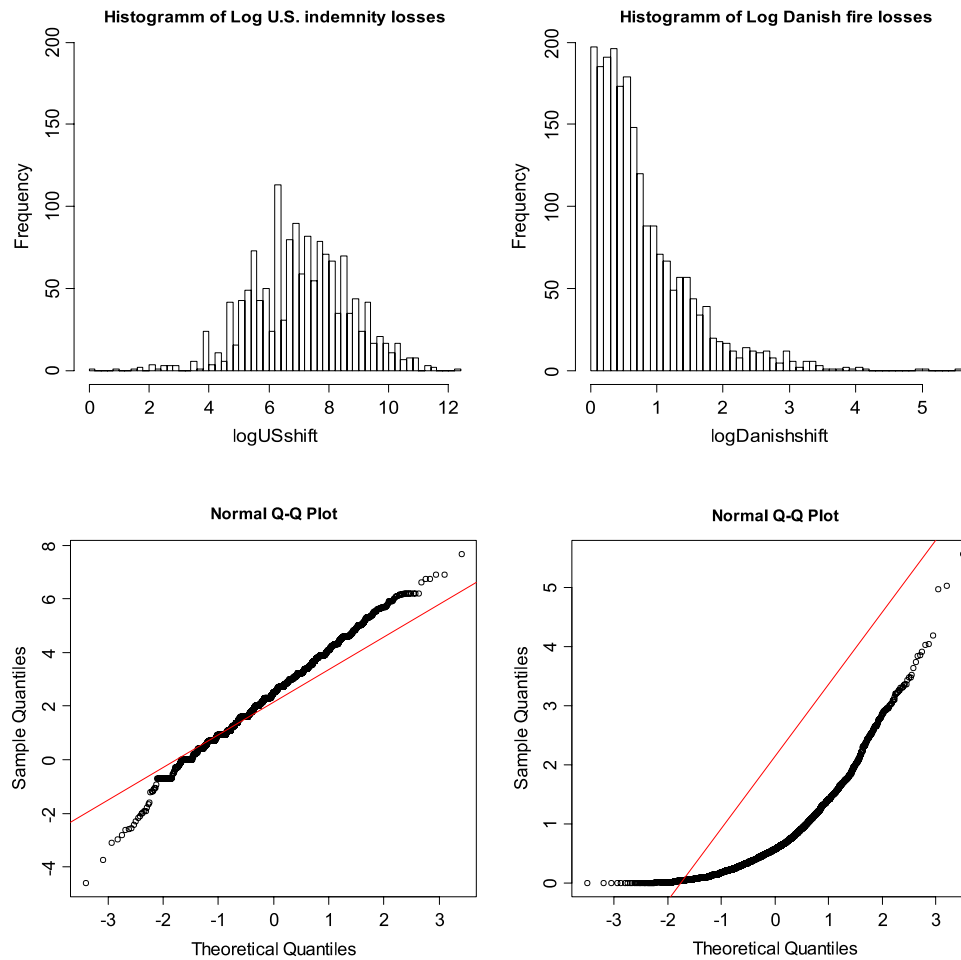 Histogramm of Log U.S. indemnity losses
Frequency
200
150
100
50
0
0 2 4 6 8 10 12
logUSshift
Histogramm of Log Danish fire losses
Frequency
200
150
100
50
0
0 1 2 3 4 5
logDanishshift
Normal Q-Q Plot
Sample Quantiles
8
6
4
2
0
-2
-4
-3 -2 -1 0 1 2 3
Theoretical Quantiles
Normal Q-Q Plot
Sample Quantiles
5
4
3
2
1
0
-3 -2 -1 0 1 2 3
Theoretical Quantiles